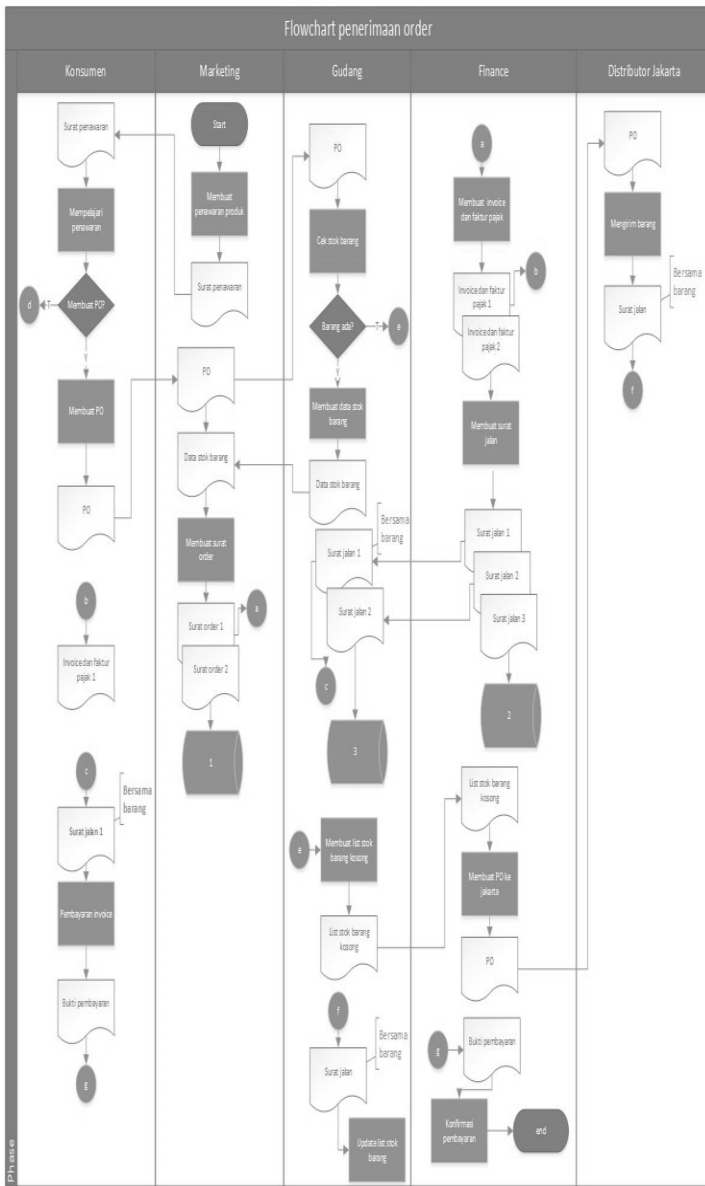 Flowchart penerimaan order
Konsumen
Marketing
Gudang
Finance
Distributor Jakarta
Surat penawaran
Mempelajari
penawaran
Membuat PO?
T
d
Y
Membuat PO
PO
b
Invoice dan faktur
pajak 1
c
Surat jalan 1
Bersama
barang
Pembayaran invoice
Bukti pembayaran
g
Start
Membuat
penawaran produk
Surat penawaran
PO
Data stok barang
Membuat surat
order
Surat order 1
a
Surat order 2
1
PO
Cek stok barang
Barang ada?
T
e
Y
Membuat data stok
barang
Data stok barang
Bersama
barang
Surat jalan 1
Surat jalan 2
c
3
e
Membuat list stok
barang kosong
List stok barang
kosong
f
Surat jalan
Bersama
barang
Update list stok
barang
a
Membuat invoice
dan faktur pajak
Invoice dan faktur
pajak 1
b
Invoice dan faktur
pajak 2
Membuat surat
jalan
Surat jalan 1
Surat jalan 2
Surat jalan 3
2
List stok barang
kosong
Membuat PO ke
jakarta
PO
g
Bukti pembayaran
Konfirmasi
pembayaran
end
PO
Mengirim barang
Bersama
barang
Surat jalan
f
Phase